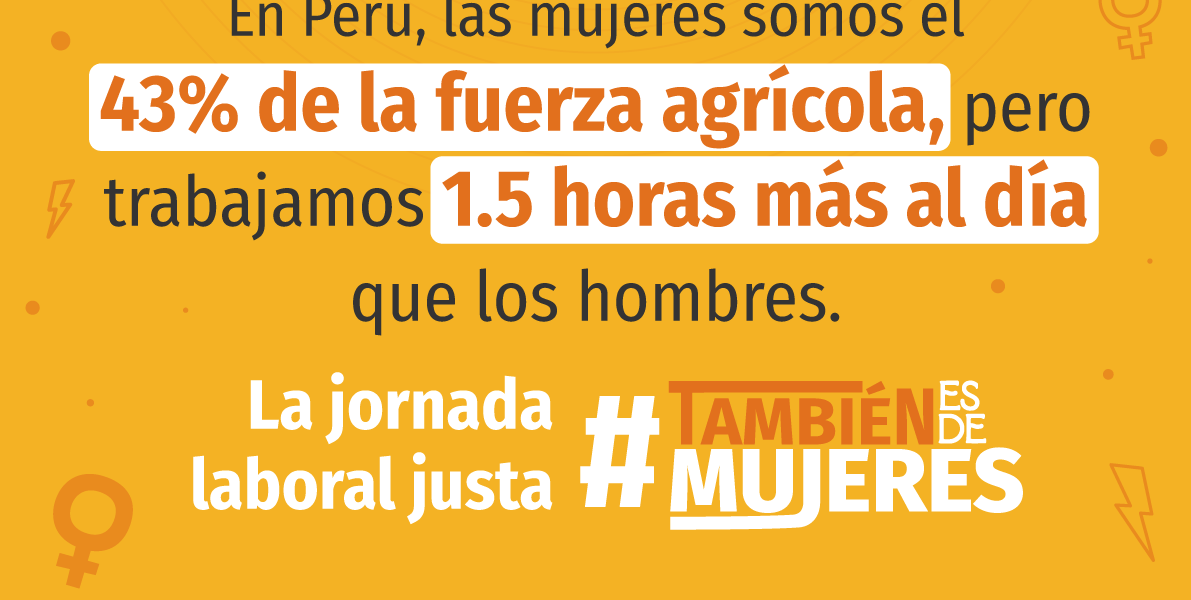 En Perú, las mujeres somos el
43% de la fuerza agrícola, pero
trabajamos 1.5 horas más al día
que los hombres.
La jornada
laboral justa
#TAMBIÉN ES DE
MUJERES